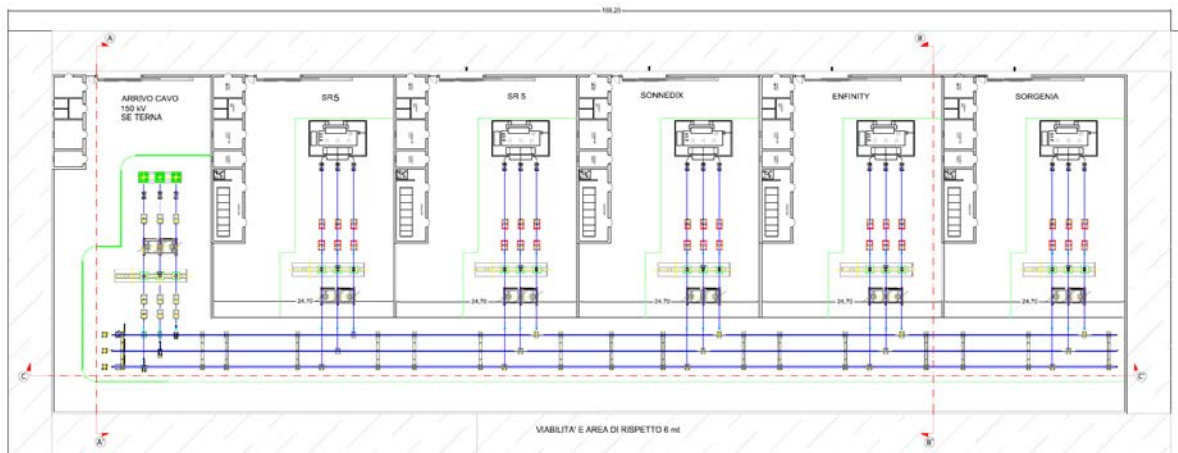 159,20
A
B
ARRIVO CAVO
150 kV
SE TERNA
SR5
SR 5
SONNEDIX
ENFINITY
SORGENIA
24,70
24,70
24,70
24,70
24,70
C
C'
VIABILITA' E AREA DI RISPETTO 6 mt
A'
B'